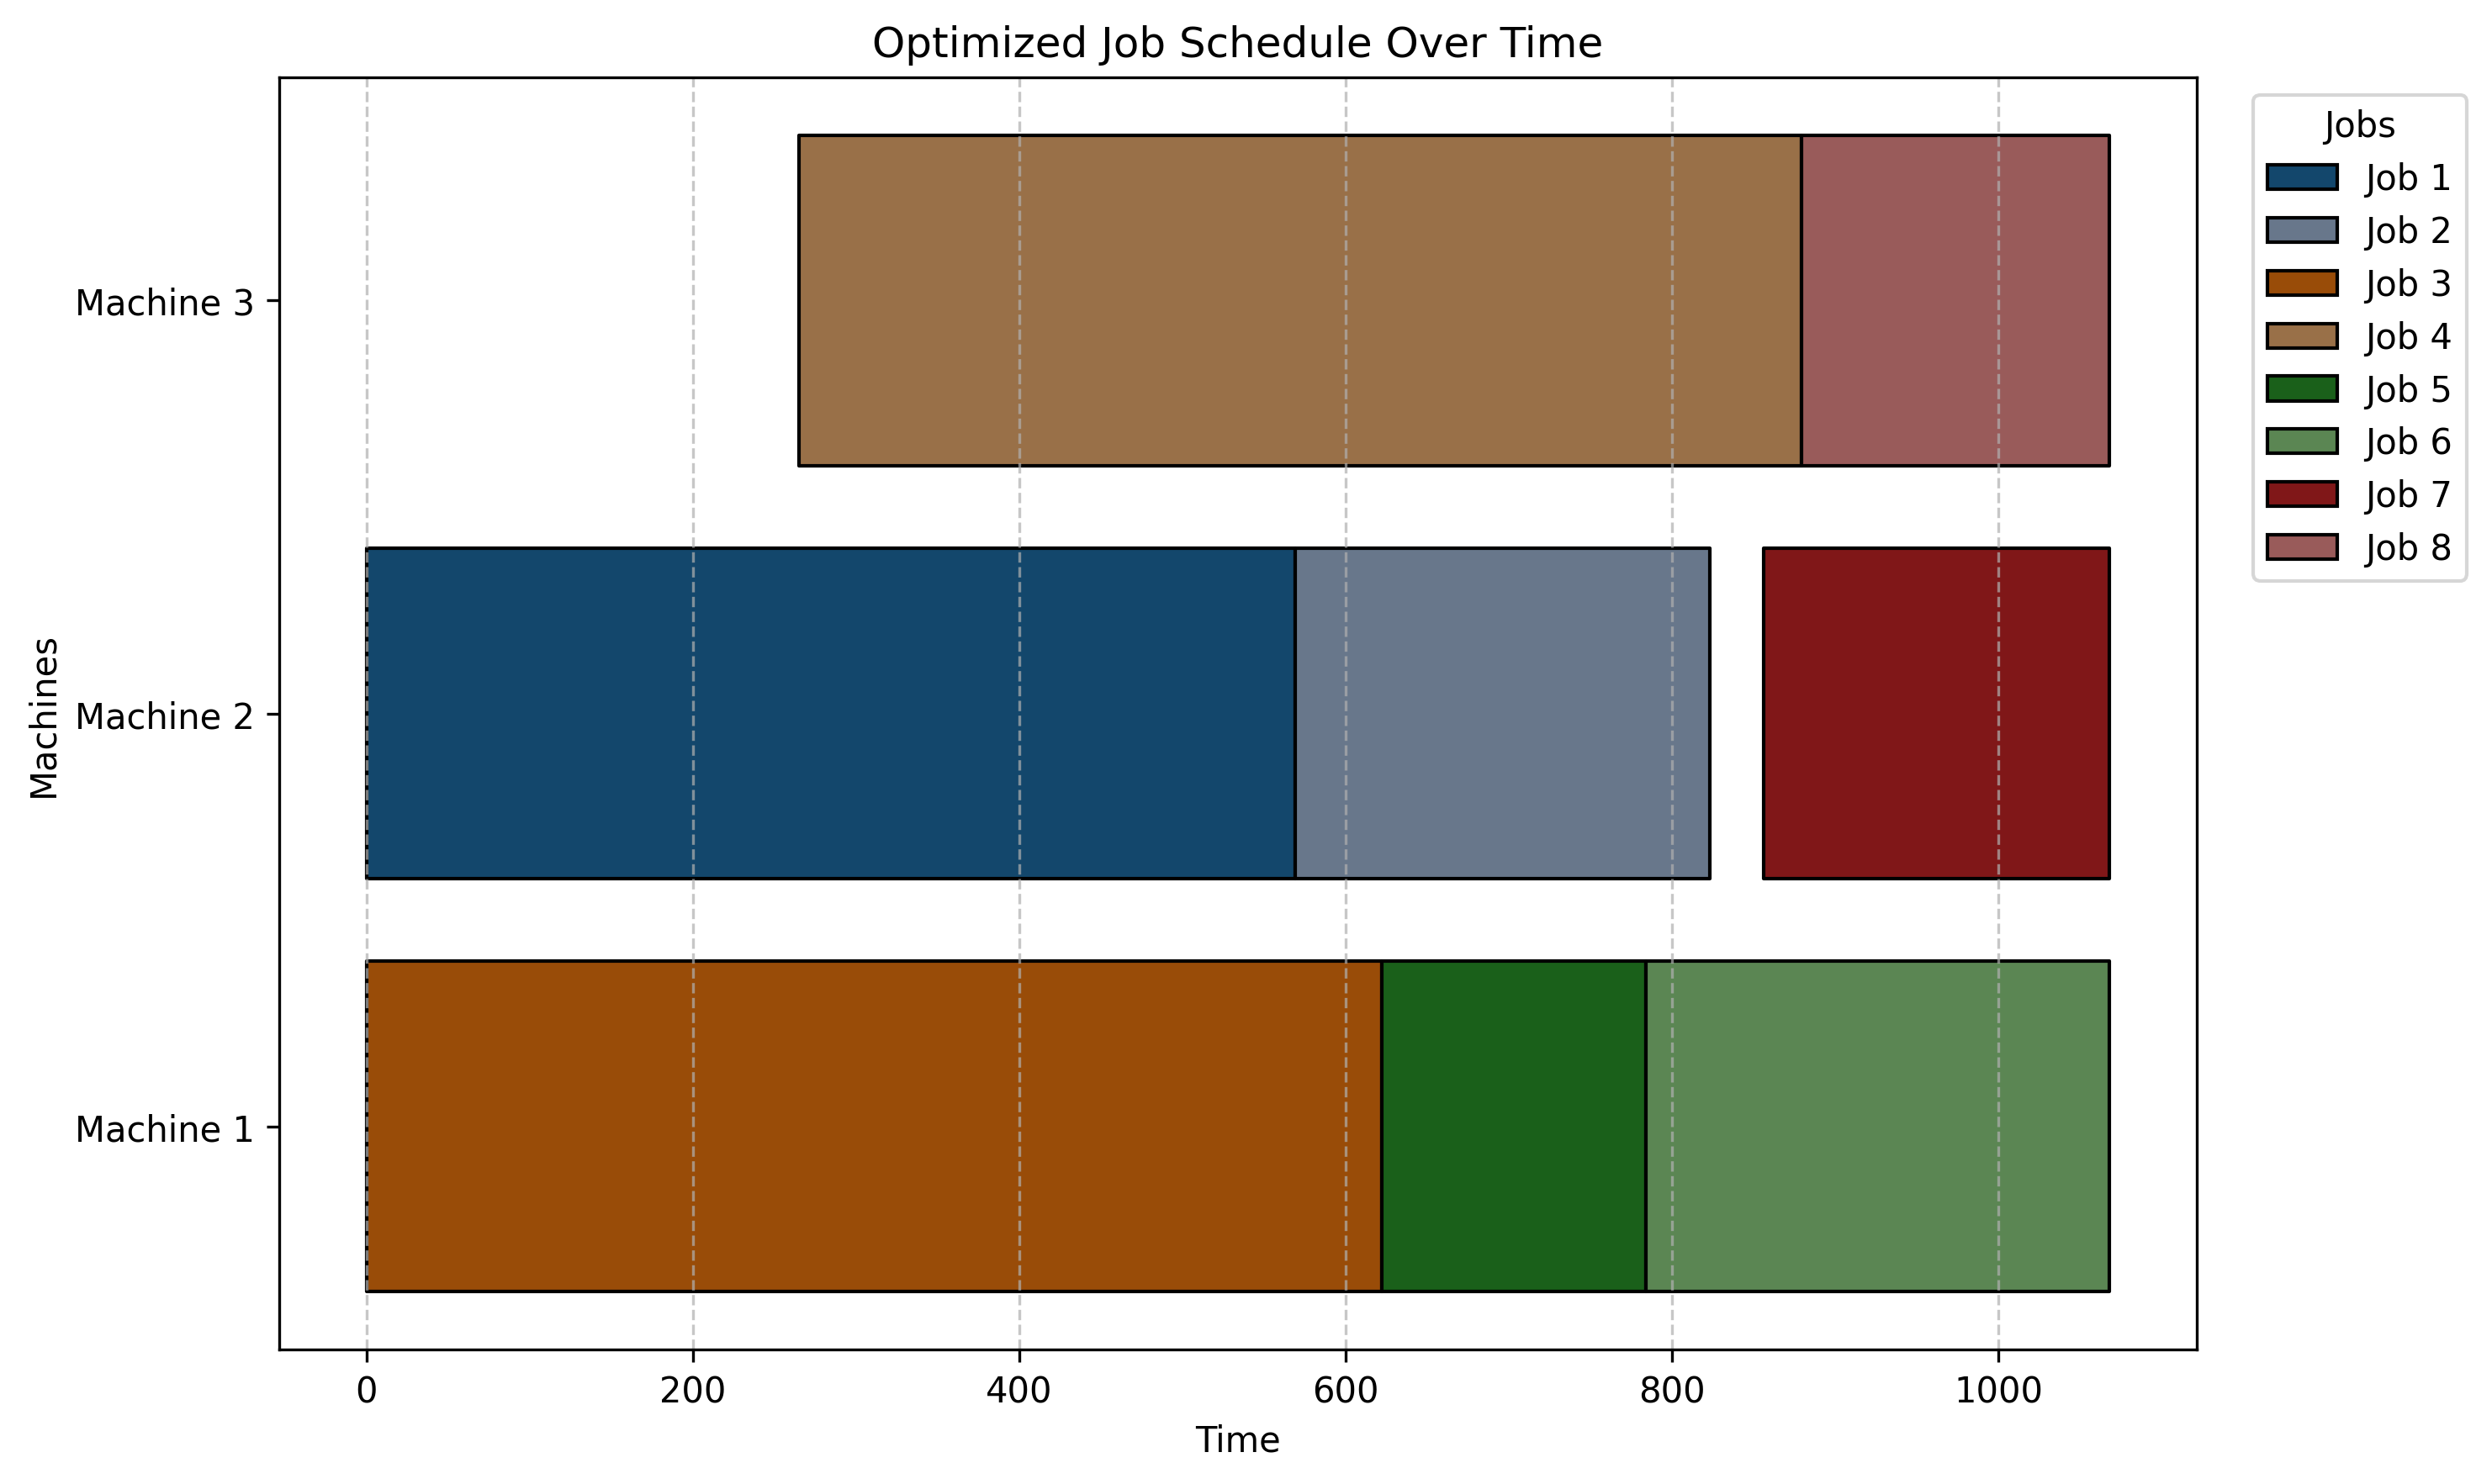 Optimized Job Schedule Over Time
Machines
Machine 3
Machine 2
Machine 1
0 200 400 600 800 1000
Time
Jobs
Job 1
Job 2
Job 3
Job 4
Job 5
Job 6
Job 7
Job 8